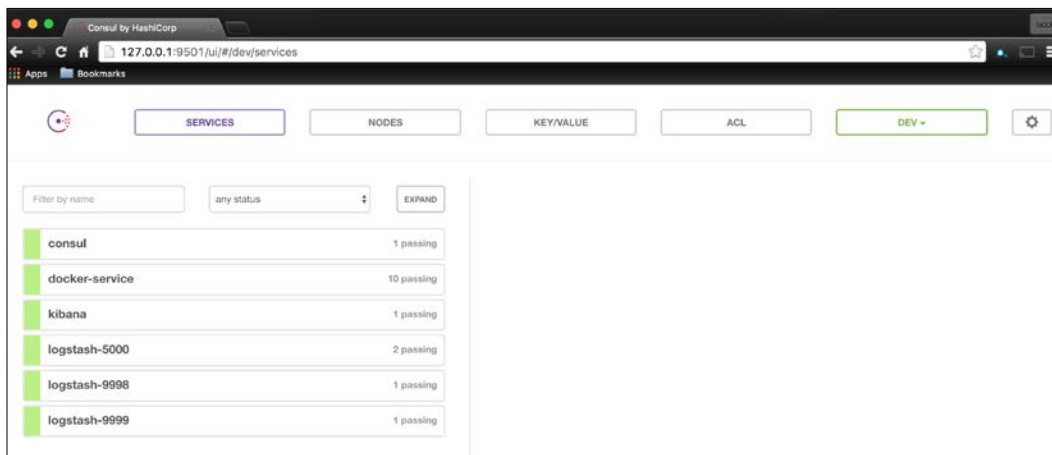 Consul by HashiCorp
127.0.0.1:9501/ui/#/dev/services
Apps Bookmarks
SERVICES NODES KEY/VALUE ACL DEV
Filter by name any status EXPAND
consul 1 passing
docker-service 10 passing
kibana 1 passing
logstash-5000 2 passing
logstash-9998 1 passing
logstash-9999 1 passing